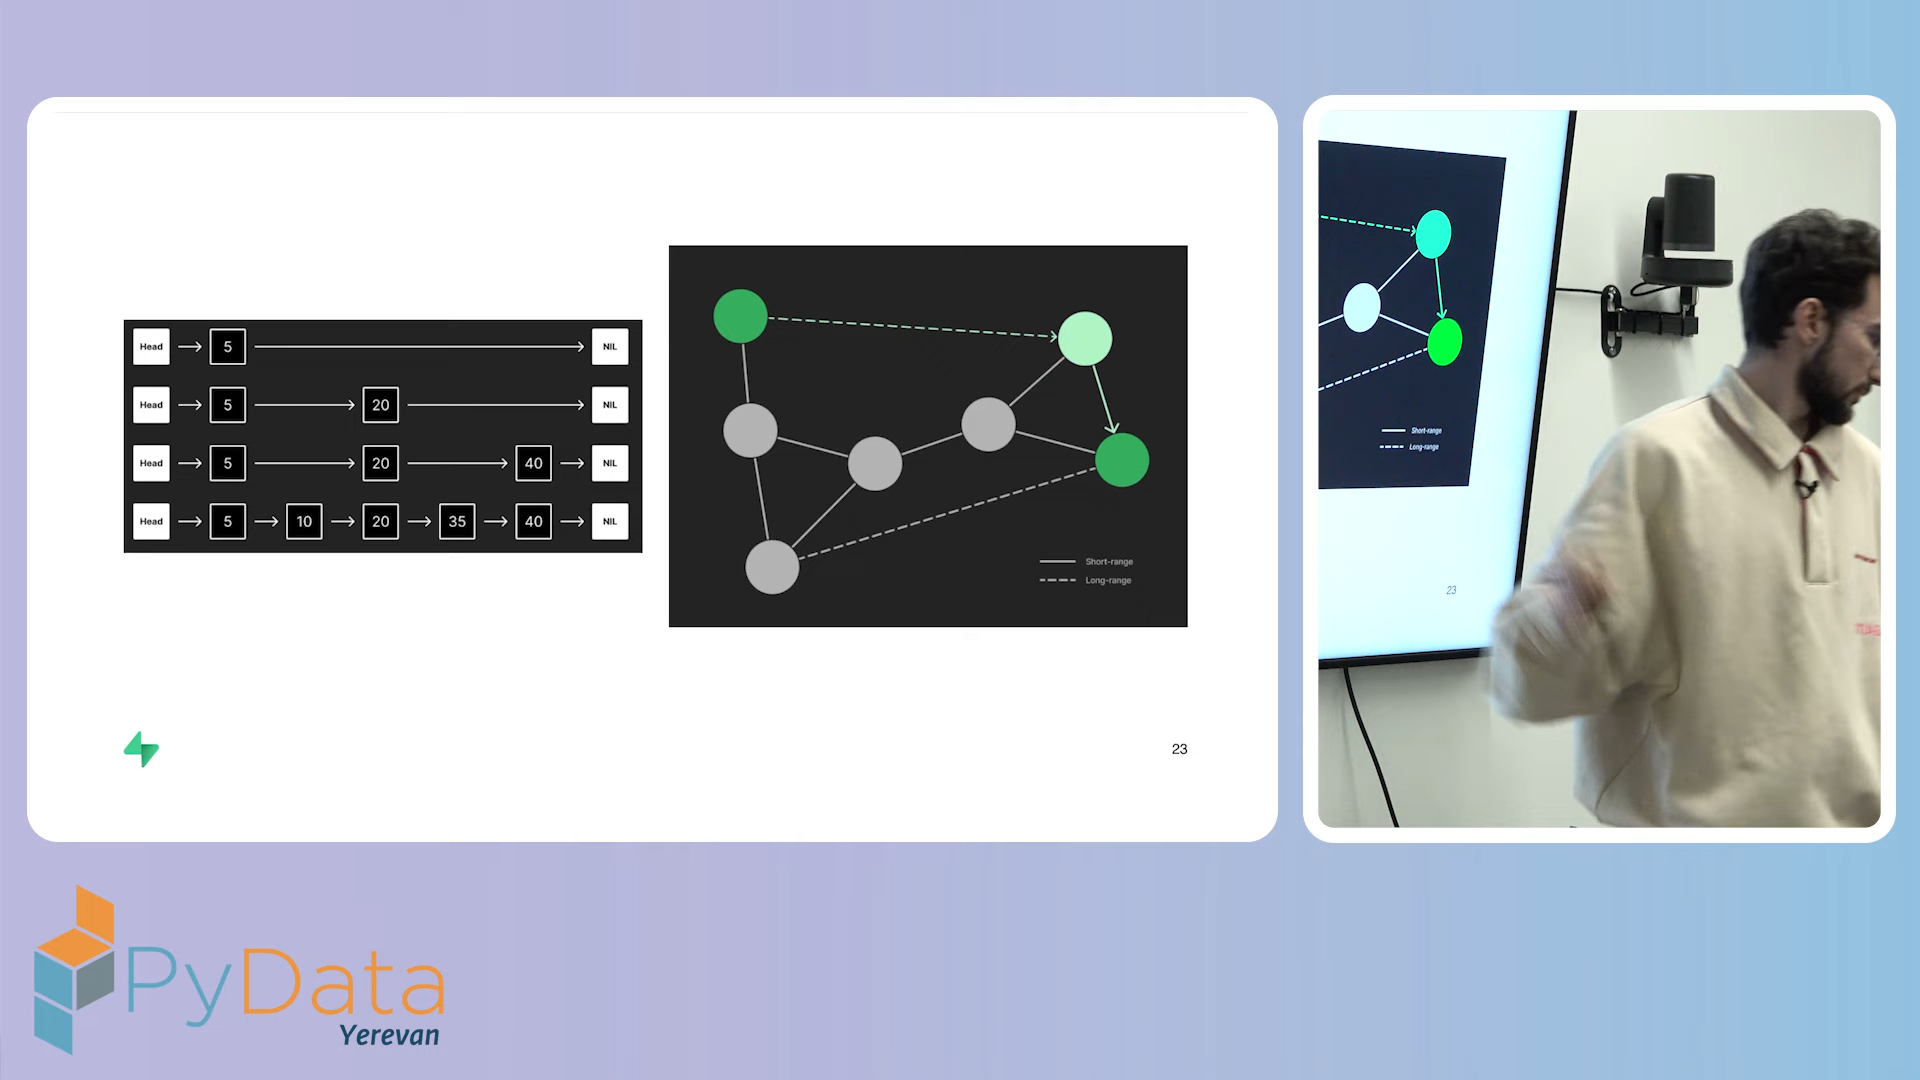 Head 5 NIL
Head 5 20 NIL
Head 5 20 40 NIL
Head 5 10 20 35 40 NIL
Short-range
Long-range
23
Short-range
Long-range
23
PyData
Yerevan